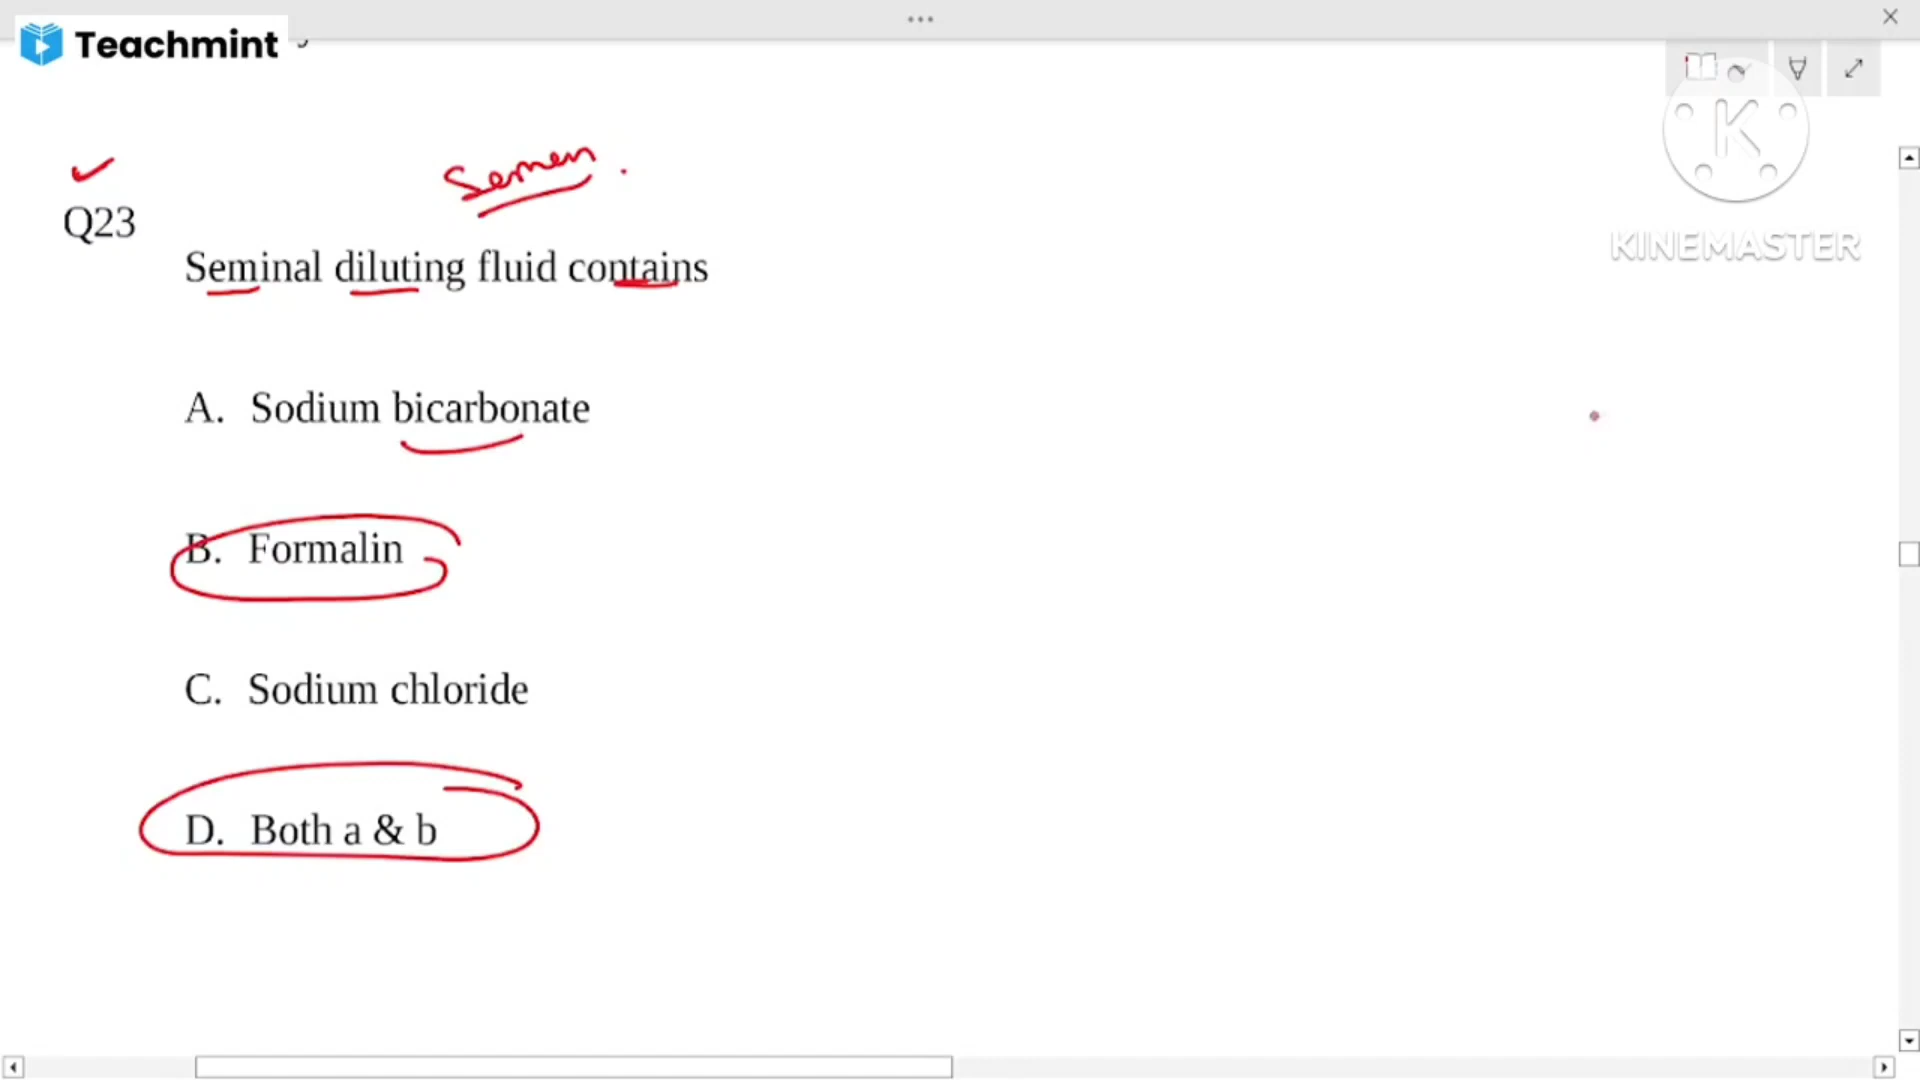 Teachmint
KINEMASTER
Semen .
Q23
Seminal diluting fluid contains
A. Sodium bicarbonate
B. Formalin
C. Sodium chloride
D. Both a & b